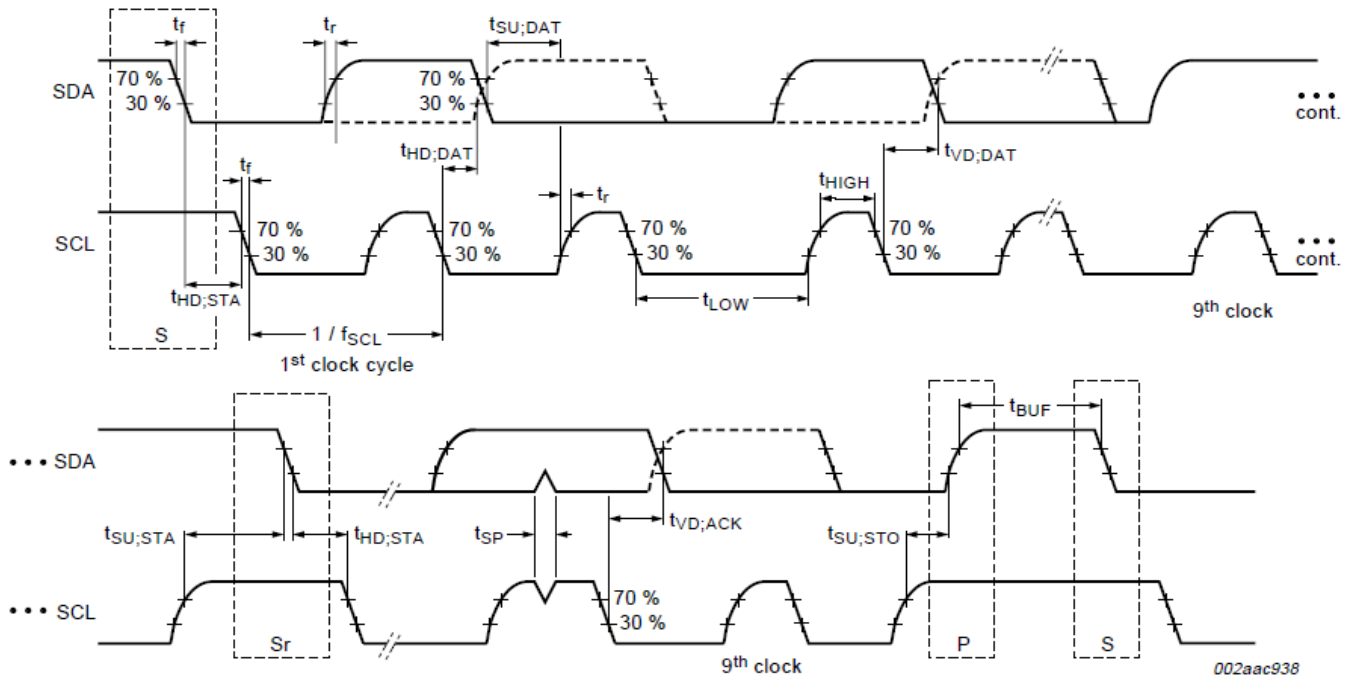 tf tr tSU;DAT
70 % 70 %
SDA
30 % 30 %
cont.
tHD;DAT tVD;DAT
tf tr tHIGH
70 % 70 % 70 % 70 %
SCL
30 % 30 % 30 % 30 %
cont.
tHD;STA tLOW
9th clock
S 1 / fSCL
1st clock cycle
tBUF
••• SDA
tSU;STA tHD;STA tSP tVD;ACK tSU;STO
70 %
••• SCL
30 %
Sr P S
9th clock
002aac938